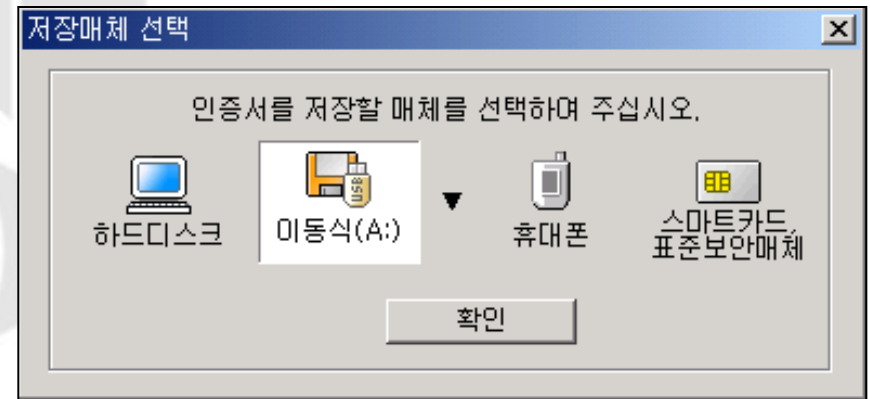 저장매체 선택
인증서를 저장할 매체를 선택하여 주십시오.
하드디스크
USB
이동식(A:)
▼
휴대폰
스마트카드,
표준보안매체
확인